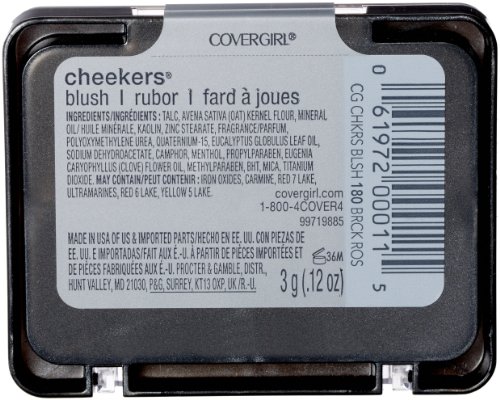 COVERGIRL®
cheekers®
blush | rubor | fard à joues
INGREDIENTS/INGRÉDIENTS: TALC, AVENA SATIVA (OAT) KERNEL FLOUR, MINERAL
OIL/ HUILE MINÉRALE, KAOLIN, ZINC STEARATE, FRAGRANCE/PARFUM,
POLYOXYMETHYLENE UREA, QUATERNIUM-15, EUCALYPTUS GLOBULUS LEAF OIL,
SODIUM DEHYDROACETATE, CAMPHOR, MENTHOL, PROPYLPARABEN, EUGENIA
CARYOPHYLLUS (CLOVE) FLOWER OIL, METHYLPARABEN, BHT, MICA, TITANIUM
DIOXIDE. MAY CONTAIN/PEUT CONTENIR: IRON OXIDES, CARMINE, RED 7 LAKE,
ULTRAMARINES, RED 6 LAKE, YELLOW 5 LAKE.
covergirl.com
1-800-4COVER4
99719885
MADE IN USA OF US & IMPORTED PARTS/HECHO EN EE. UU. CON PIEZAS DE
EE. UU. E IMPORTADAS/FAIT AUX É.-U. À PARTIR DE PIÈCES IMPORTÉES ET
DE PIÈCES FABRIQUÉES AUX É.-U. PROCTER & GAMBLE, DISTR.,
HUNT VALLEY, MD 21030, P&G, SURREY, KT13 0XP, UK/R.-U.
36M
3 g (.12 oz)
CG CHKRS BLSH 180 BRCK ROS
0 61972 00011 5